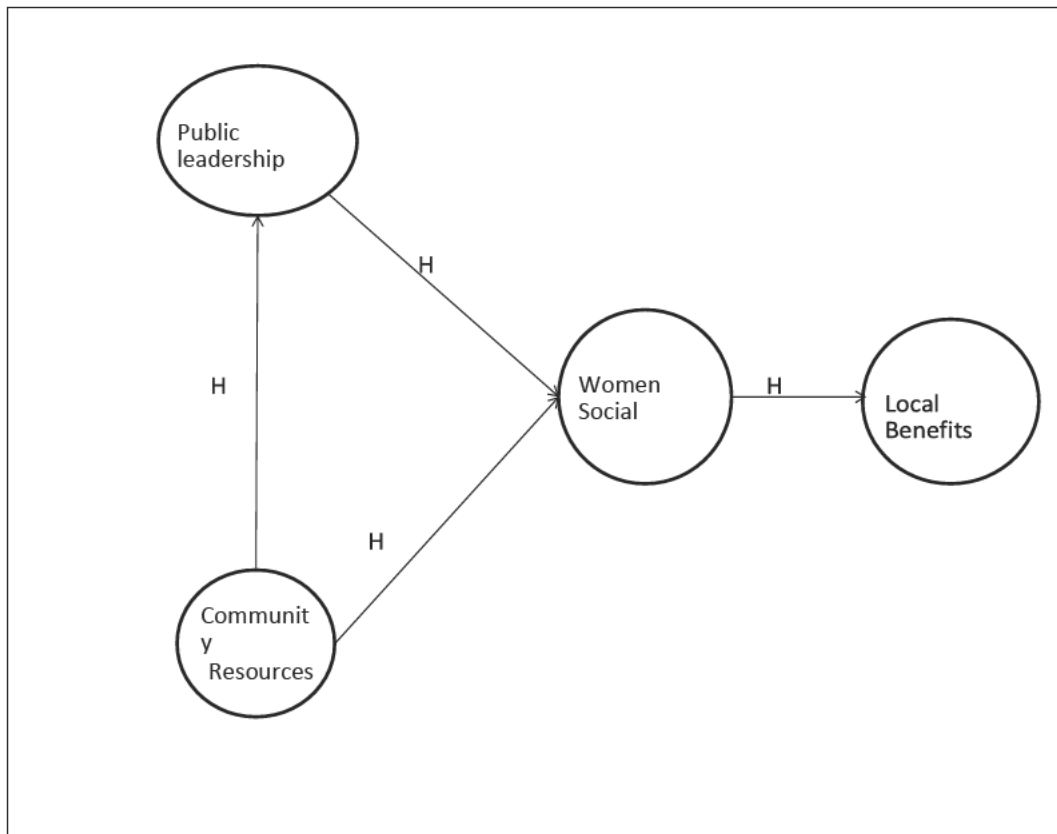 Public
leadership
H
H
Women
Social
H
Local
Benefits
H
Communit
y
Resources